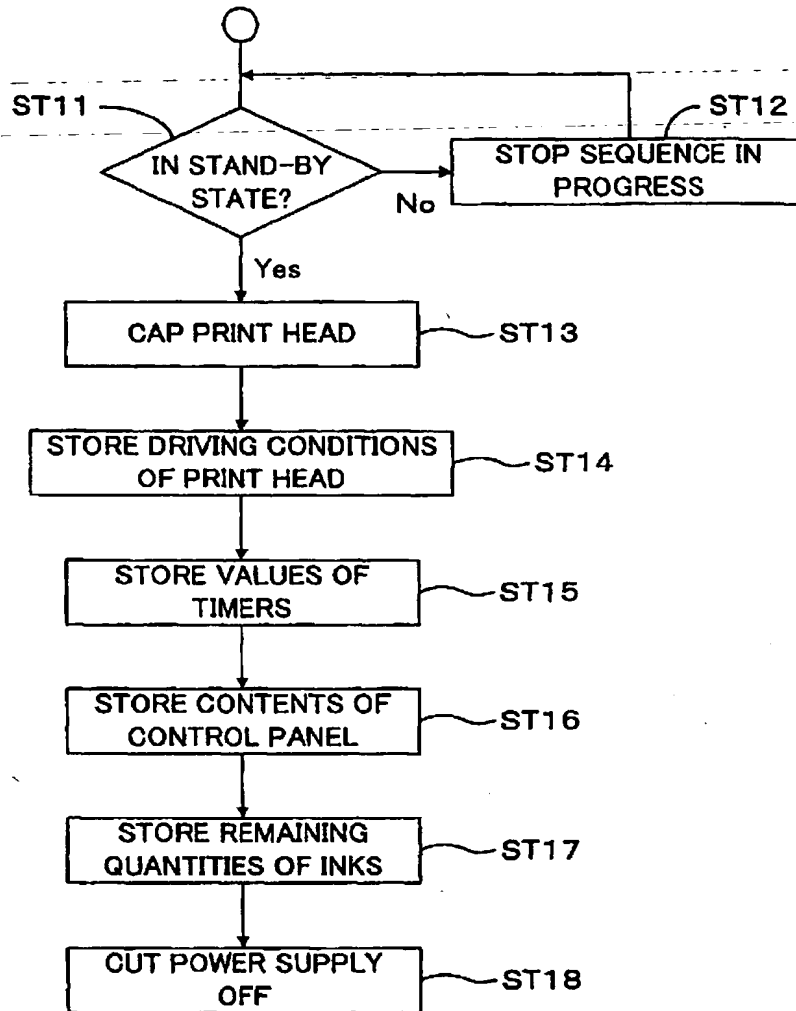 ST11
ST12
IN STAND-BY
STATE?
STOP SEQUENCE IN
PROGRESS
No
Yes
CAP PRINT HEAD
ST13
STORE DRIVING CONDITIONS
OF PRINT HEAD
ST14
STORE VALUES OF
TIMERS
ST15
STORE CONTENTS OF
CONTROL PANEL
ST16
STORE REMAINING
QUANTITIES OF INKS
ST17
CUT POWER SUPPLY
OFF
ST18